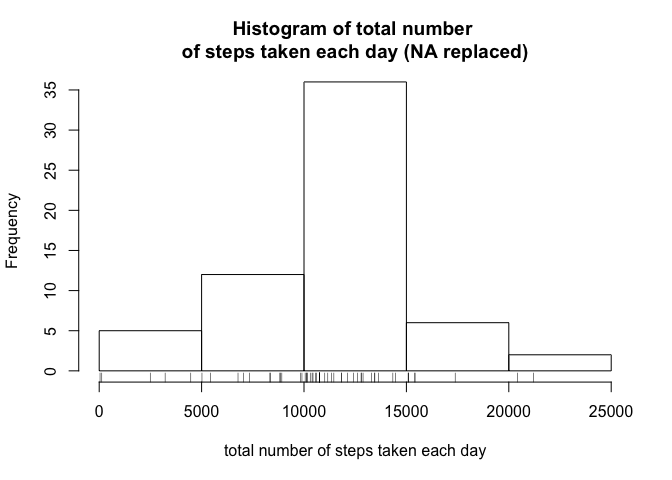 Histogram of total number
of steps taken each day (NA replaced)
Frequency
35
30
25
20
15
10
5
0
0 5000 10000 15000 20000 25000
total number of steps taken each day